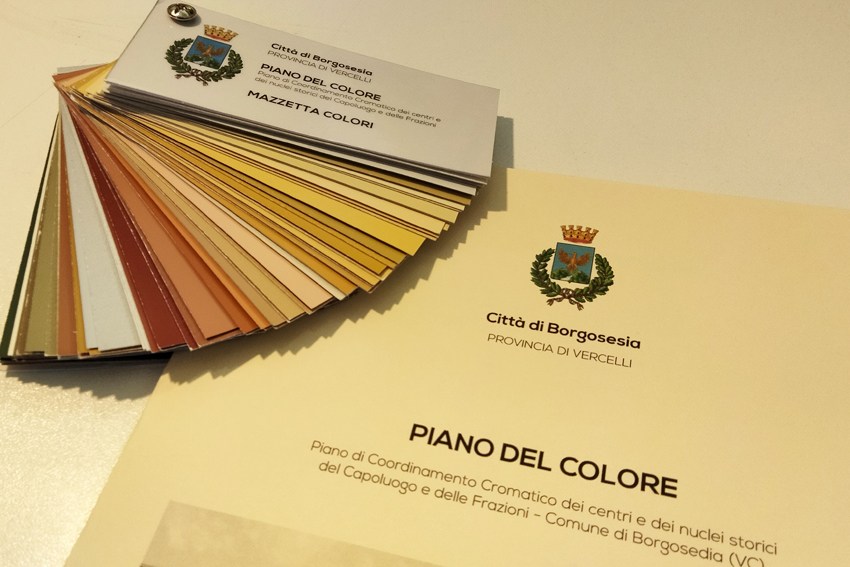 Città di Borgosesia
PROVINCIA DI VERCELLI
PIANO DEL COLORE
Piano di Coordinamento Cromatico dei centri e
dei nuclei storici del Capoluogo e delle Frazioni
MAZZETTA COLORI
Città di Borgosesia
PROVINCIA DI VERCELLI
PIANO DEL COLORE
Piano di Coordinamento Cromatico dei centri e dei nuclei storici
del Capoluogo e delle Frazioni - Comune di Borgosedia (VC)